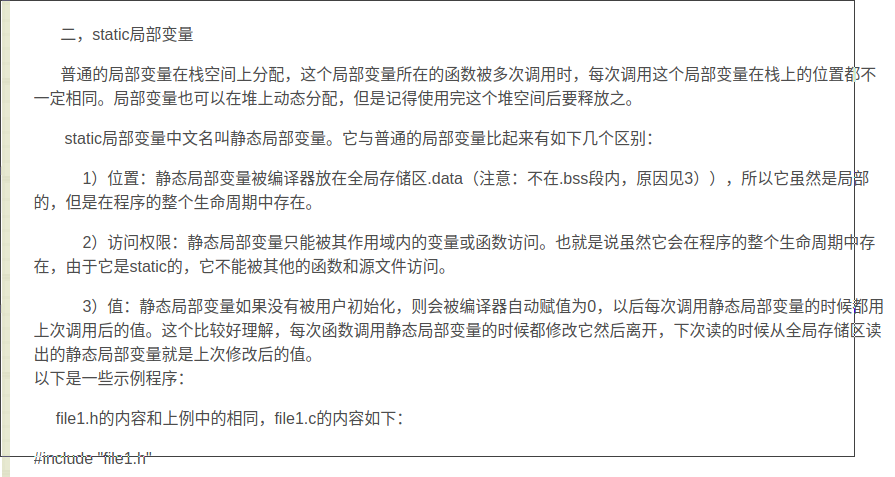 二，static局部变量
普通的局部变量在栈空间上分配，这个局部变量所在的函数被多次调用时，每次调用这个局部变量在栈上的位置都不
一定相同。局部变量也可以在堆上动态分配，但是记得使用完这个堆空间后要释放之。
static局部变量中文名叫静态局部变量。它与普通的局部变量比起来有如下几个区别：
1）位置：静态局部变量被编译器放在全局存储区.data（注意：不在.bss段内，原因见3）），所以它虽然是局部
的，但是在程序的整个生命周期中存在。
2）访问权限：静态局部变量只能被其作用域内的变量或函数访问。也就是说虽然它会在程序的整个生命周期中存
在，由于它是static的，它不能被其他的函数和源文件访问。
3）值：静态局部变量如果没有被用户初始化，则会被编译器自动赋值为0，以后每次调用静态局部变量的时候都用
上次调用后的值。这个比较好理解，每次函数调用静态局部变量的时候都修改它然后离开，下次读的时候从全局存储区读
出的静态局部变量就是上次修改后的值。
以下是一些示例程序：
file1.h的内容和上例中的相同，file1.c的内容如下：
#include "file1.h"